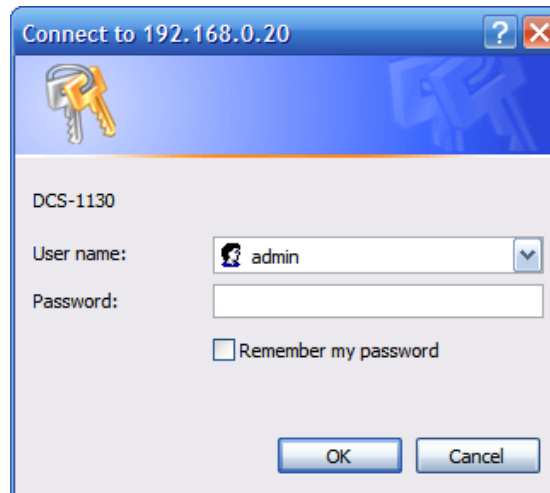 Connect to 192.168.0.20
DCS-1130
User name:
admin
Password:
Remember my password
OK
Cancel